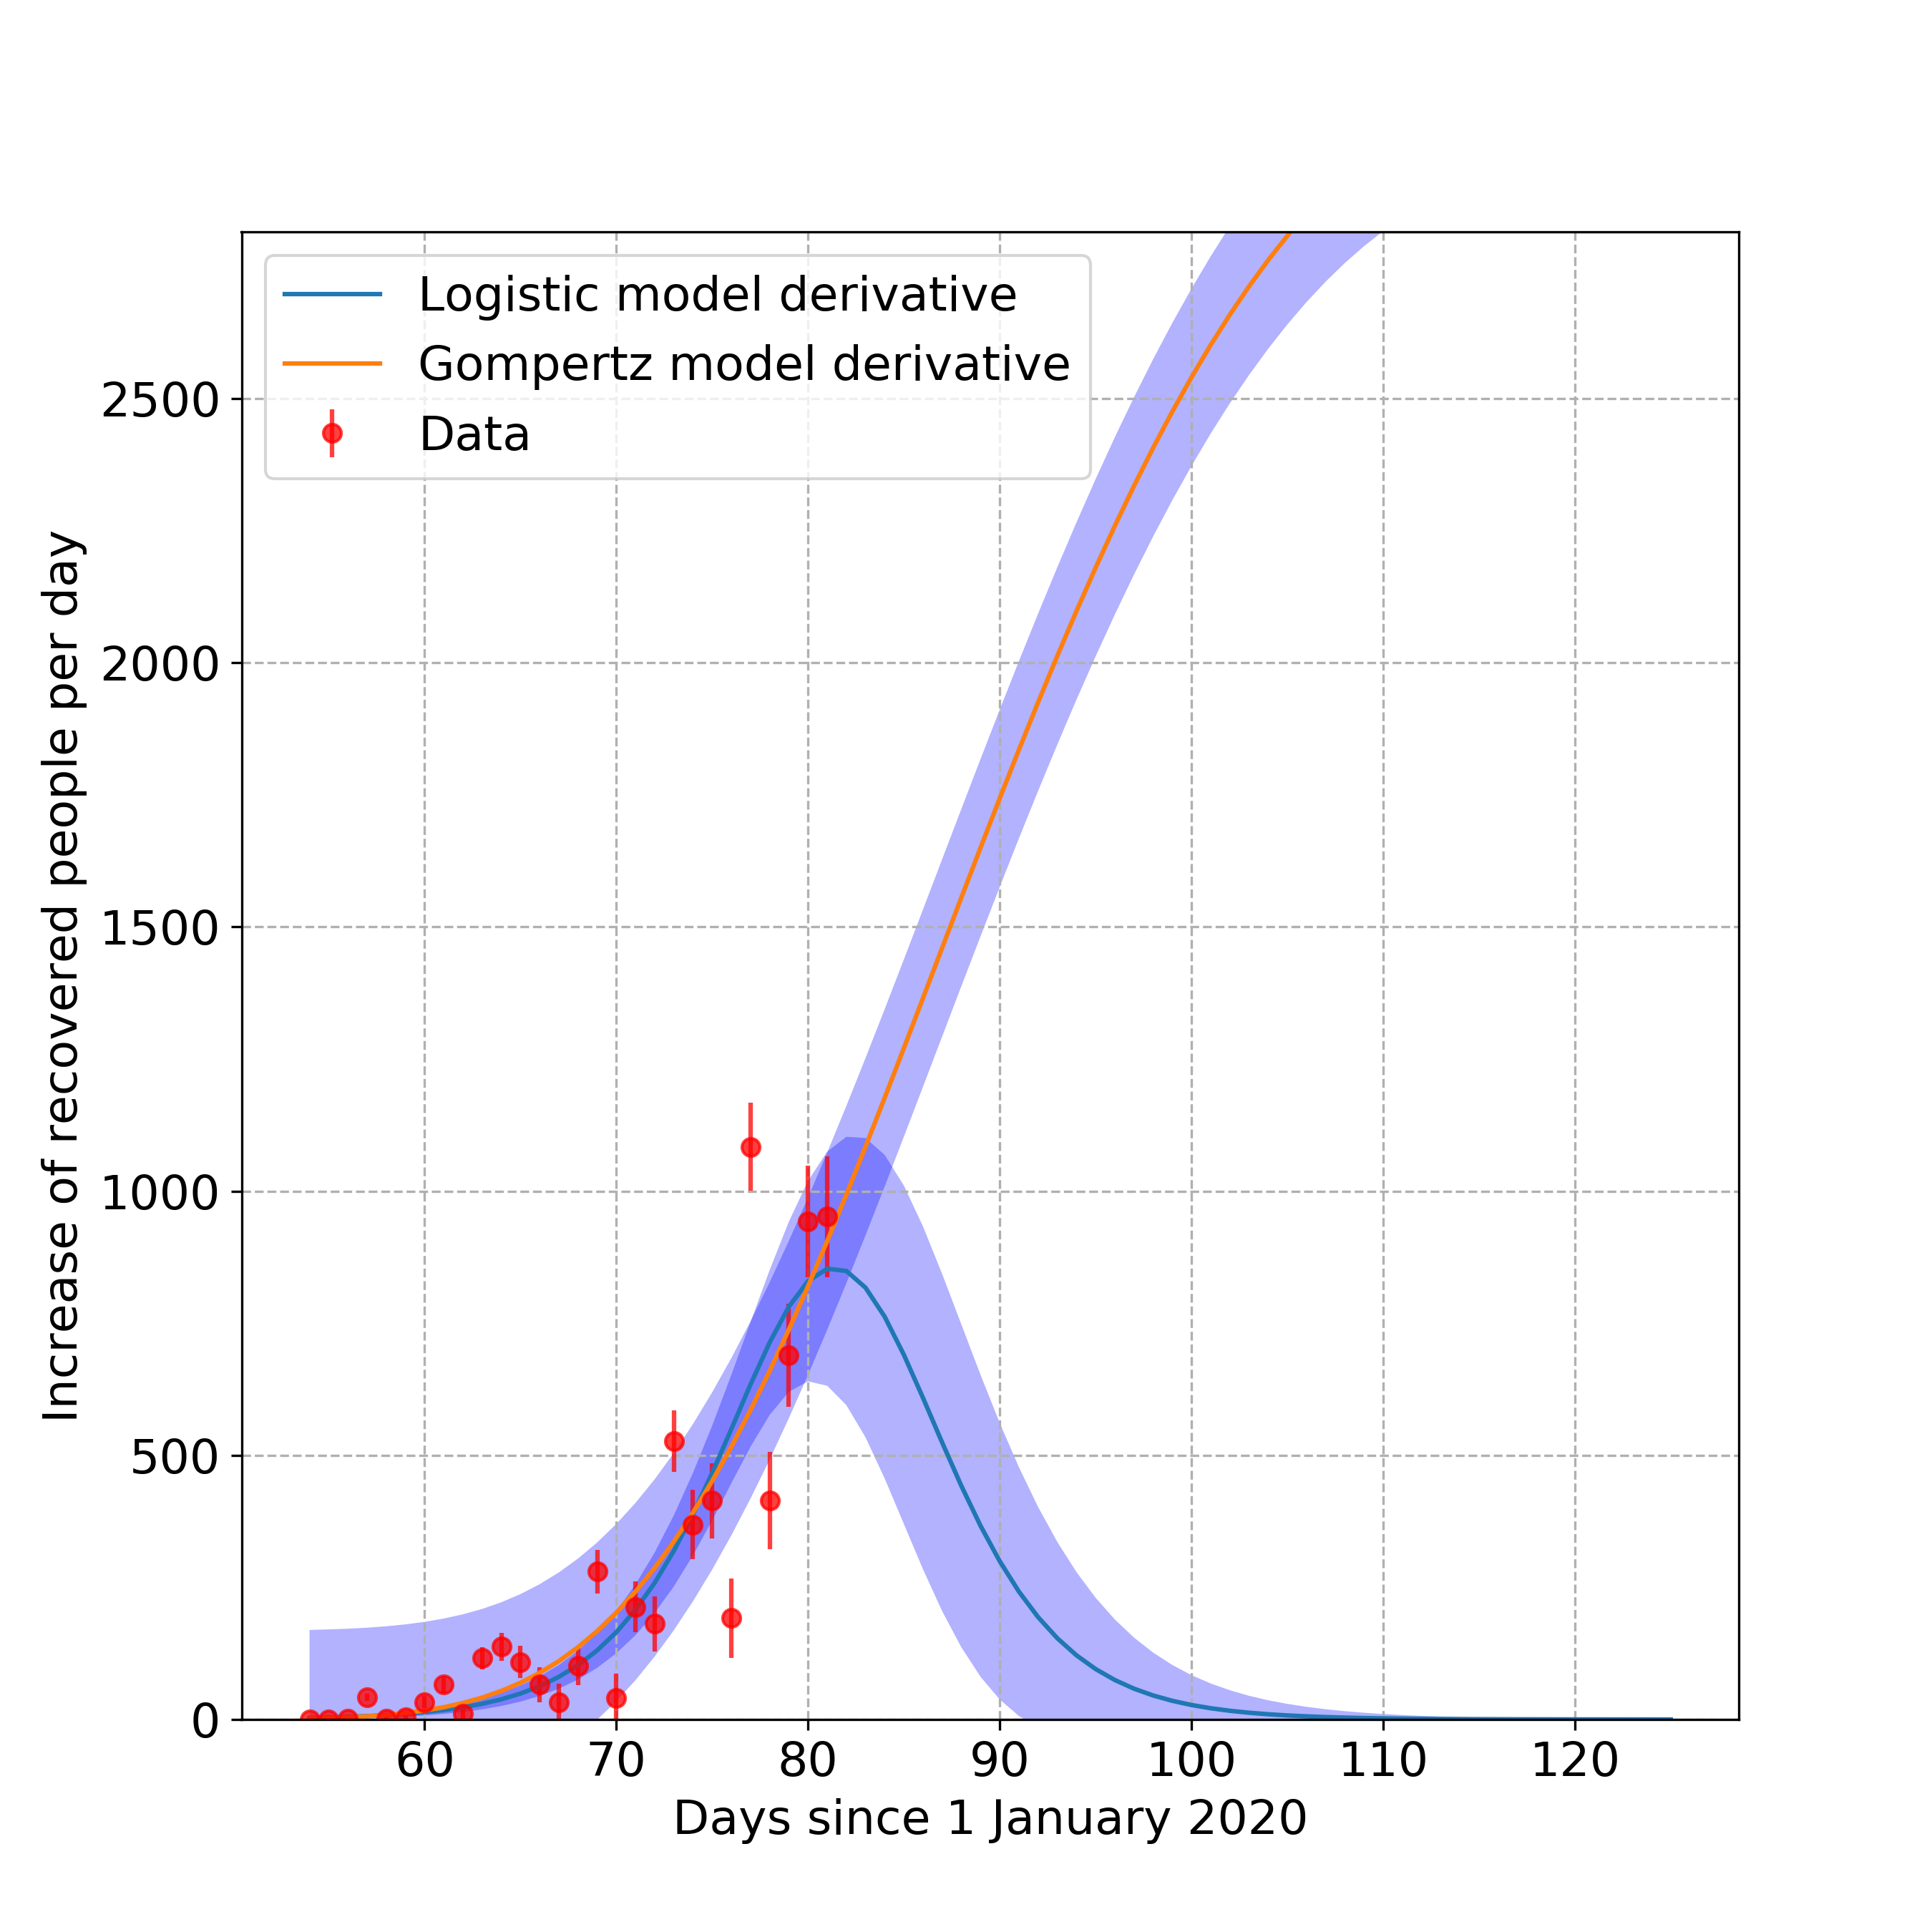 Logistic model derivative
Gompertz model derivative
Data
Increase of recovered people per day
2500
2000
1500
1000
500
0
60 70 80 90 100 110 120
Days since 1 January 2020